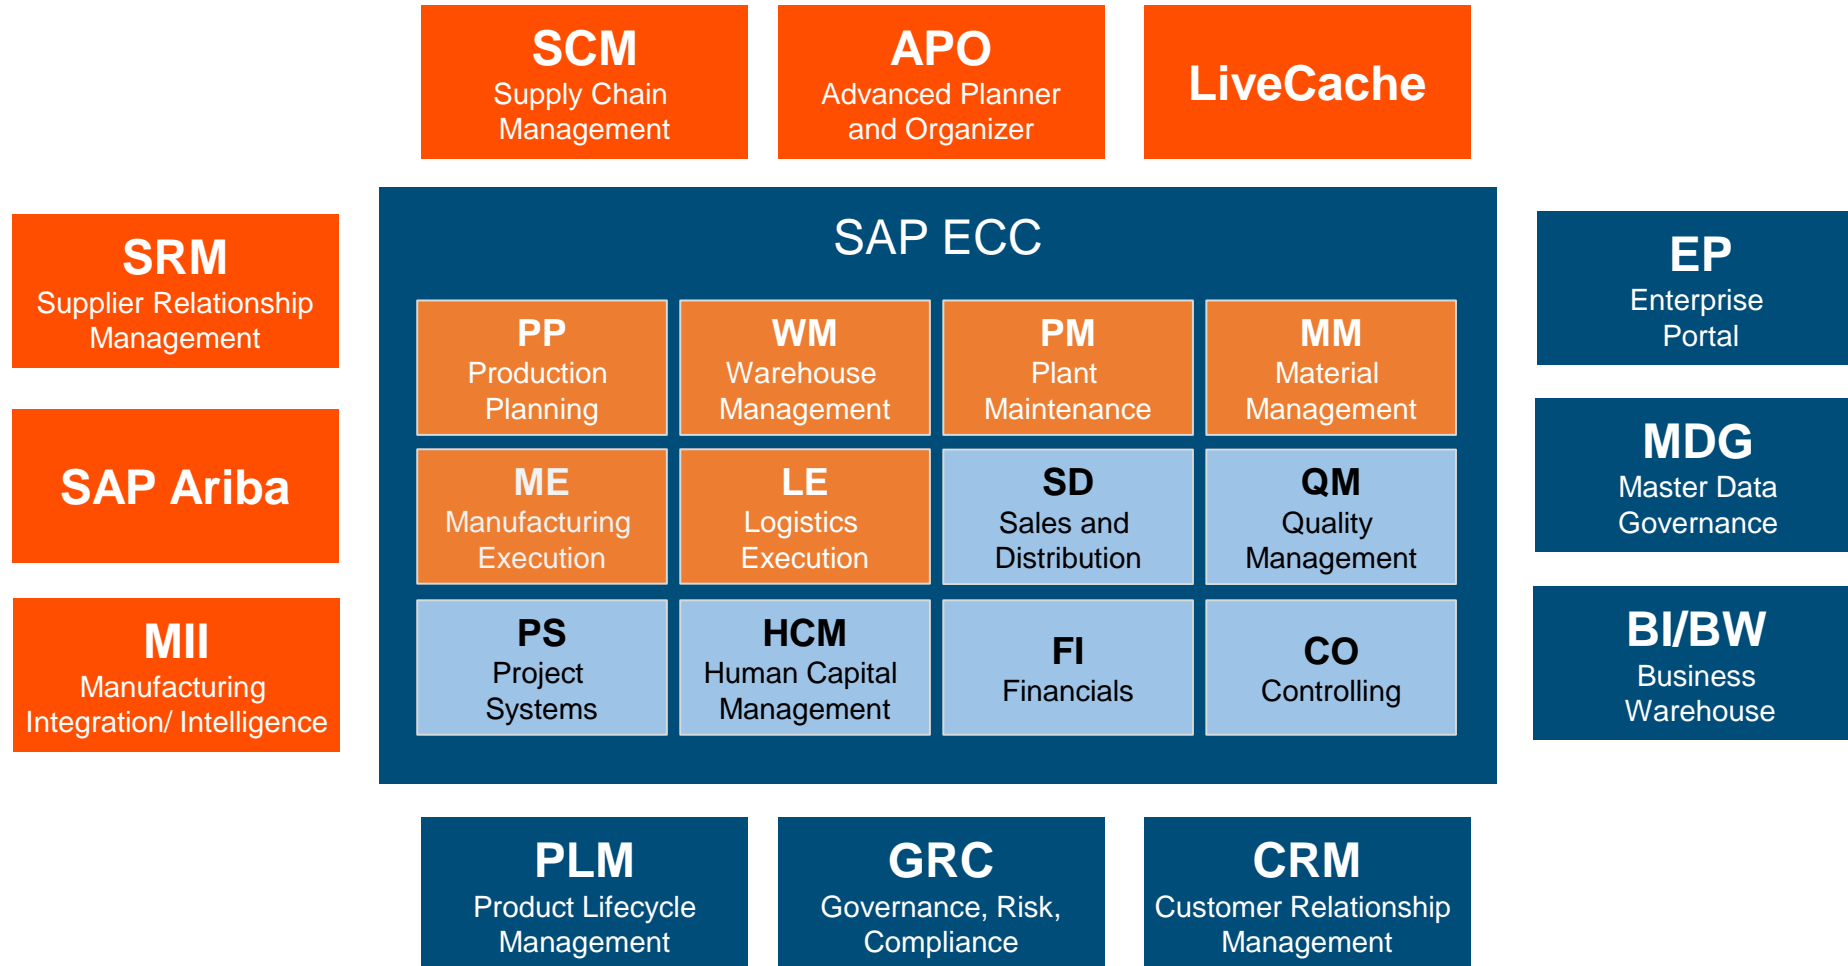 SCM
Supply Chain
Management
APO
Advanced Planner
and Organizer
LiveCache
SRM
Supplier Relationship
Management
SAP Ariba
MII
Manufacturing
Integration/ Intelligence
SAP ECC
PP
Production
Planning
WM
Warehouse
Management
PM
Plant
Maintenance
MM
Material
Management
ME
Manufacturing
Execution
LE
Logistics
Execution
SD
Sales and
Distribution
QM
Quality
Management
PS
Project
Systems
HCM
Human Capital
Management
FI
Financials
CO
Controlling
EP
Enterprise
Portal
MDG
Master Data
Governance
BI/BW
Business
Warehouse
PLM
Product Lifecycle
Management
GRC
Governance, Risk,
Compliance
CRM
Customer Relationship
Management